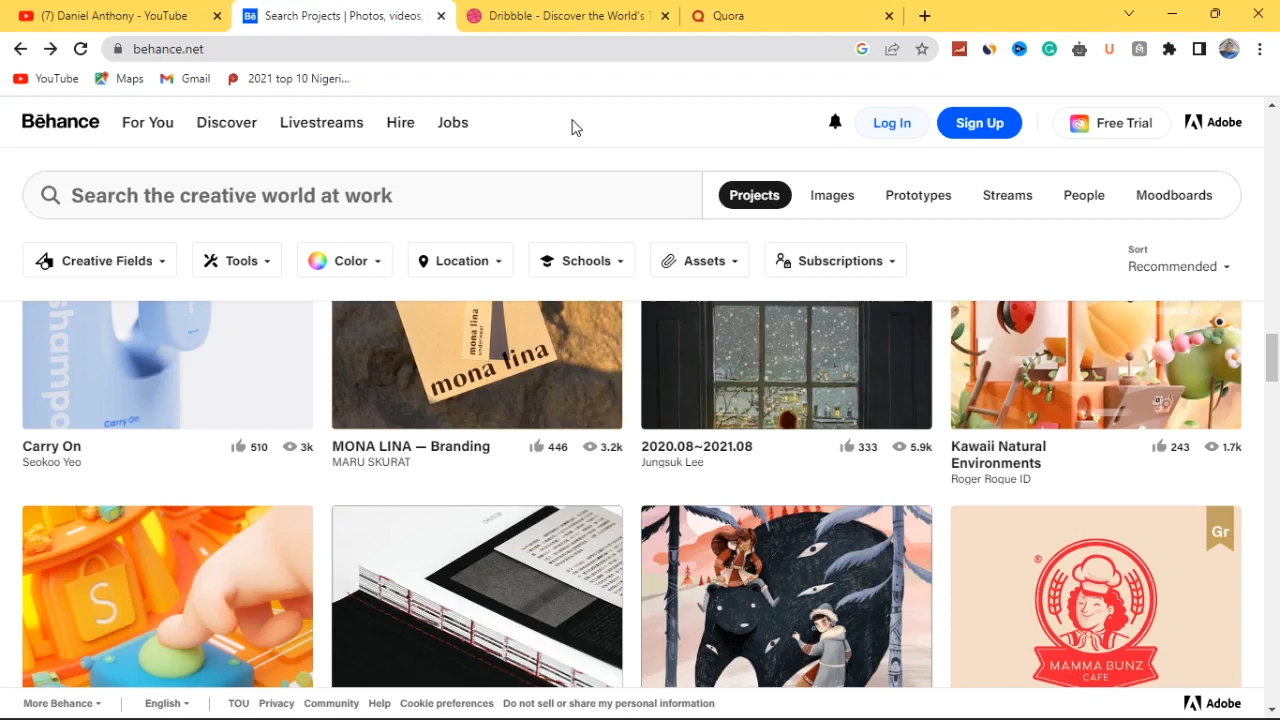 (7) Daniel Anthony - YouTube
Search Projects | Photos, videos,
Dribbble - Discover the World's T
Quora
behance.net
YouTube
Maps
Gmail
2021 top 10 Nigeri...
Bēhance
For You
Discover
Livestreams
Hire
Jobs
Log In
Sign Up
Free Trial
Adobe
Search the creative world at work
Projects
Images
Prototypes
Streams
People
Moodboards
Creative Fields
Tools
Color
Location
Schools
Assets
Subscriptions
Sort
Recommended
shampo
Carry On
mona lina
mona lina
Carry On
Seokoo Yeo
510
3k
MONA LINA — Branding
MARU SKURAT
446
3.2k
2020.08~2021.08
Jungsuk Lee
333
5.9k
Kawaii Natural
Environments
Roger Roque ID
243
1.7k
S
Gr
MAMMA BUNZ
CAFE
More Behance
English
TOU
Privacy
Community
Help
Cookie preferences
Do not sell or share my personal information
Adobe